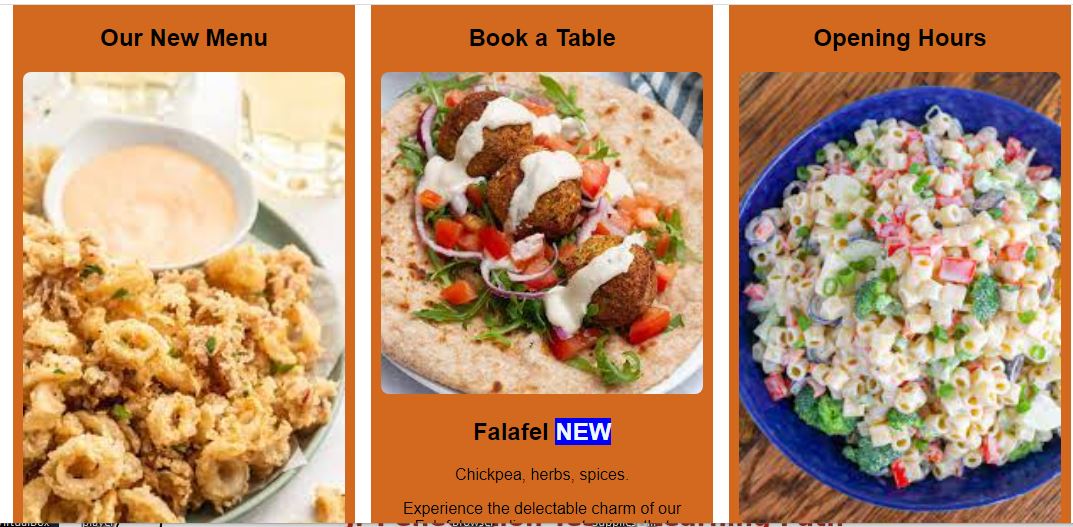 Our New Menu
Book a Table
Opening Hours
Falafel NEW
Chickpea, herbs, spices.
Experience the delectable charm of our